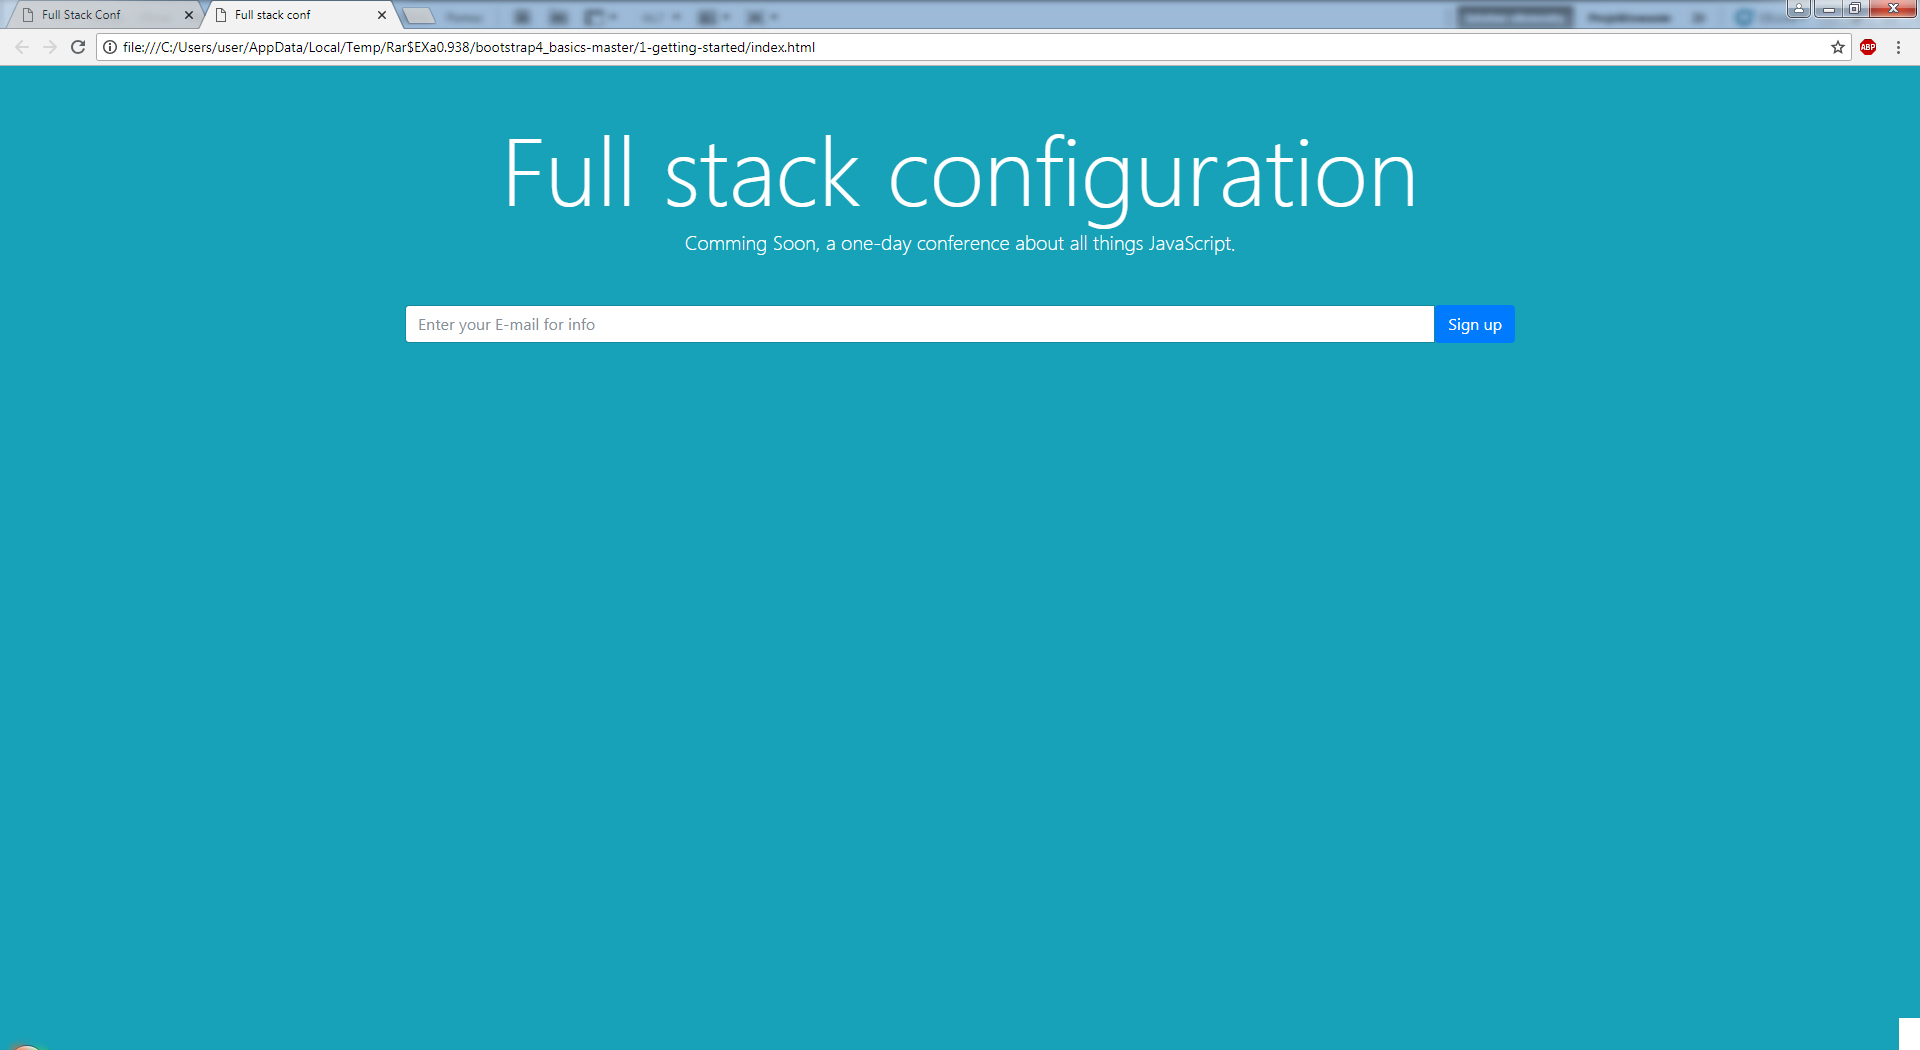 Full Stack Conf
Full stack conf
file:///C:/Users/user/AppData/Local/Temp/Rar$EXa0.938/bootstrap4_basics-master/1-getting-started/index.html
ABP
Full stack configuration
Comming Soon, a one-day conference about all things JavaScript.
Enter your E-mail for info
Sign up